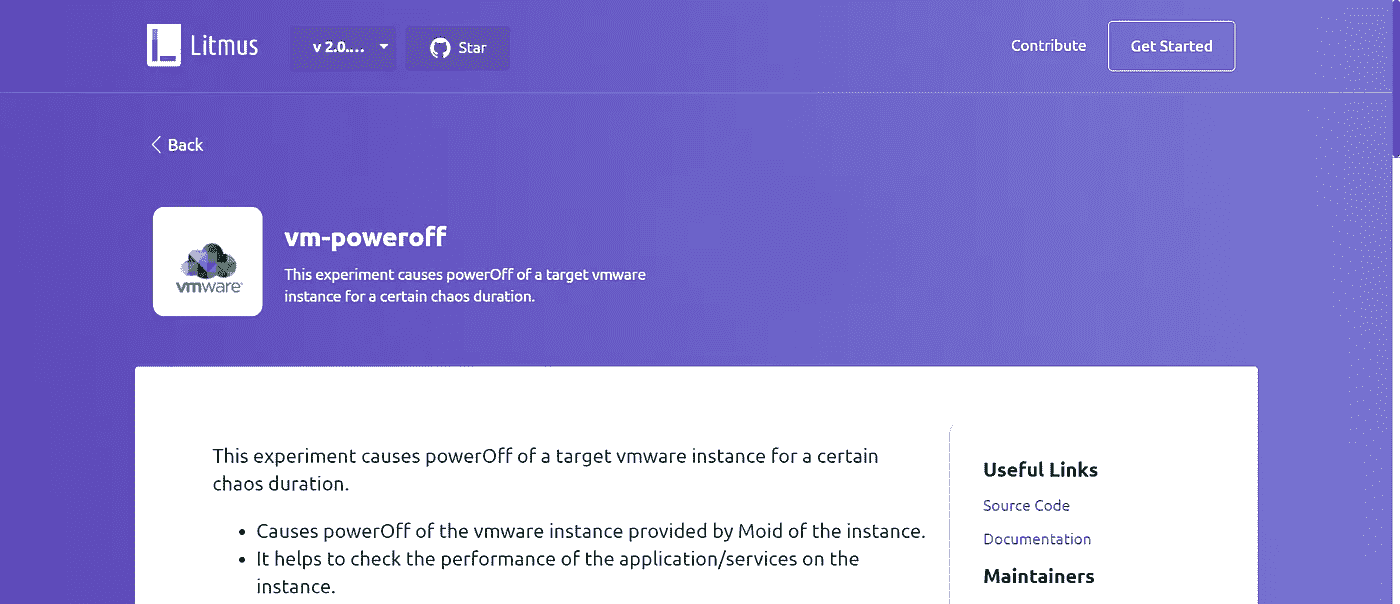 Litmus
v 2.0....
Star
Contribute
Get Started
Back
vmware
vm-poweroff
This experiment causes powerOff of a target vmware
instance for a certain chaos duration.
This experiment causes powerOff of a target vmware instance for a certain
chaos duration.
• Causes powerOff of the vmware instance provided by Moid of the instance.
• It helps to check the performance of the application/services on the
instance.
Useful Links
Source Code
Documentation
Maintainers